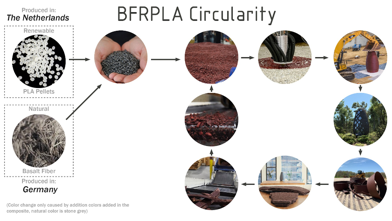 BFRPLA Circularity
Produced in:
The Netherlands
Renewable
PLA Pellets
Natural
Basalt Fiber
Produced in:
Germany
(Color change only caused by addition colors added in the
composite, natural color is stone grey)